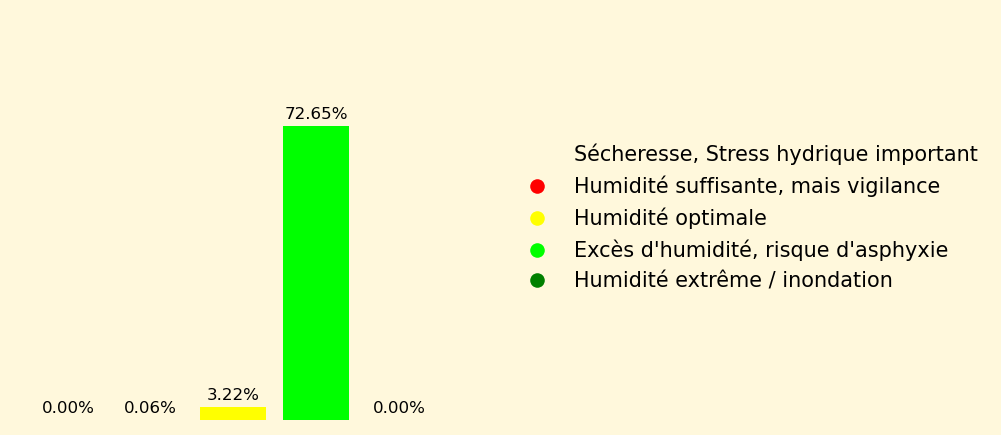 72.65%
3.22%
0.00%
0.06%
0.00%
Sécheresse, Stress hydrique important
Humidité suffisante, mais vigilance
Humidité optimale
Excès d'humidité, risque d'asphyxie
Humidité extrême / inondation